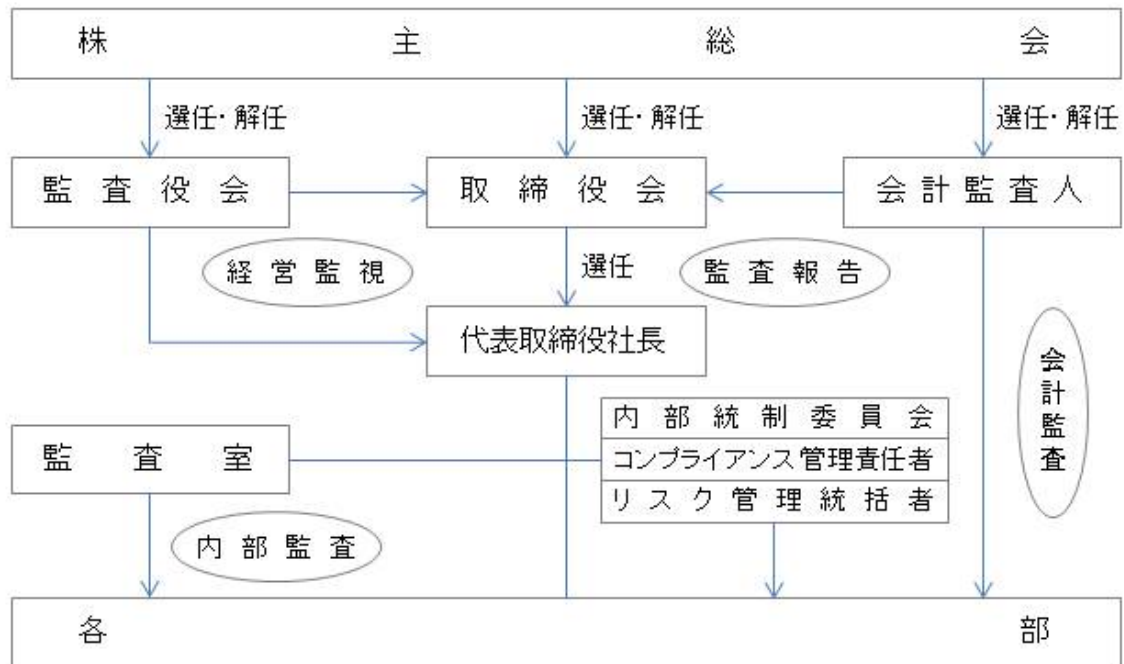 株主総会
選任・解任
選任・解任
選任・解任
監査役会
取締役会
会計監査人
経営監視
選任
監査報告
代表取締役社長
会計監査
内部統制委員会
監査室
コンプライアンス管理責任者
リスク管理統括者
内部監査
各部